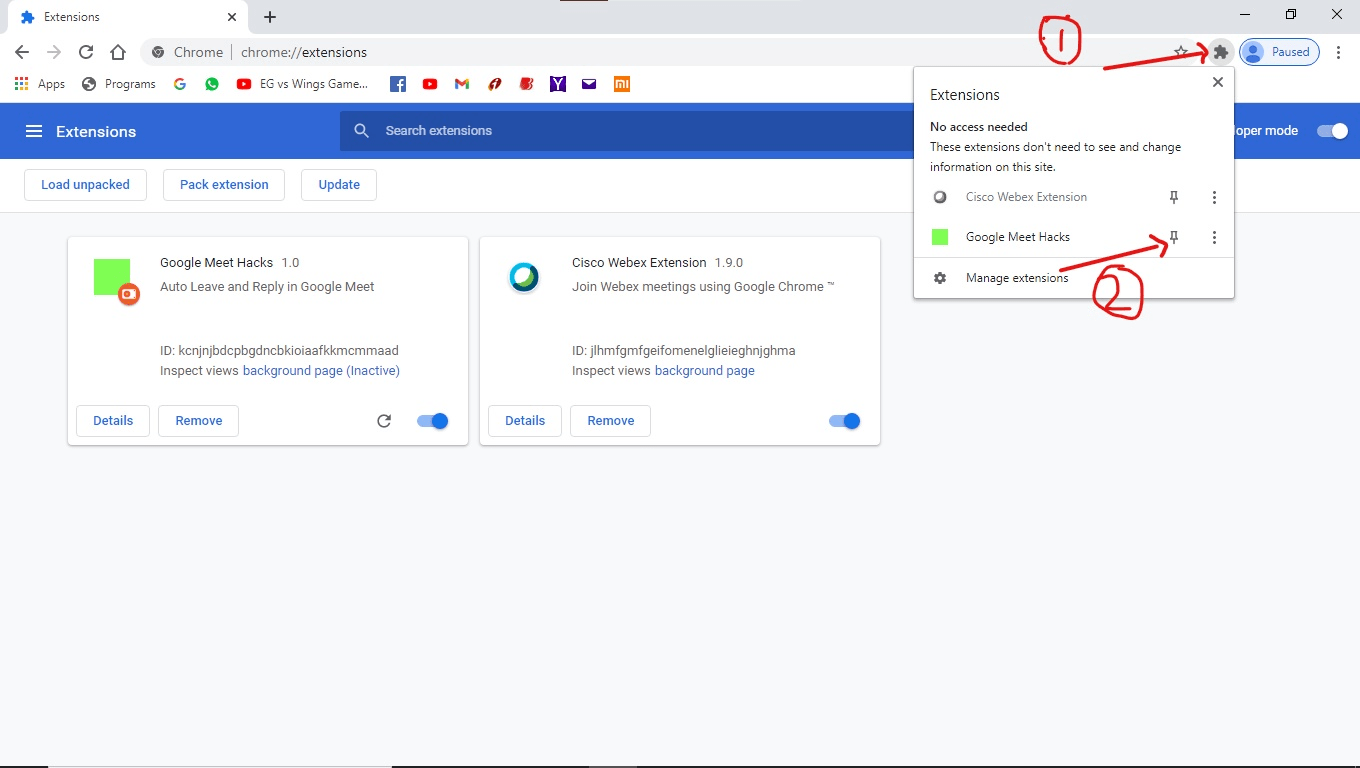 Extensions
Chrome chrome://extensions
Paused
Apps Programs EG vs Wings Game...
Extensions
Search extensions
loper mode
Load unpacked Pack extension Update
1
Extensions
No access needed
These extensions don't need to see and change
information on this site.
Cisco Webex Extension
Google Meet Hacks
Manage extensions
2
Google Meet Hacks 1.0
Auto Leave and Reply in Google Meet
ID: kcnjnjbdcpbgdncbkioiaafkkmcmmaad
Inspect views background page (Inactive)
Details Remove
Cisco Webex Extension 1.9.0
Join Webex meetings using Google Chrome ™
ID: jlhmfgmfgeifomenelglieieghnjghma
Inspect views background page
Details Remove